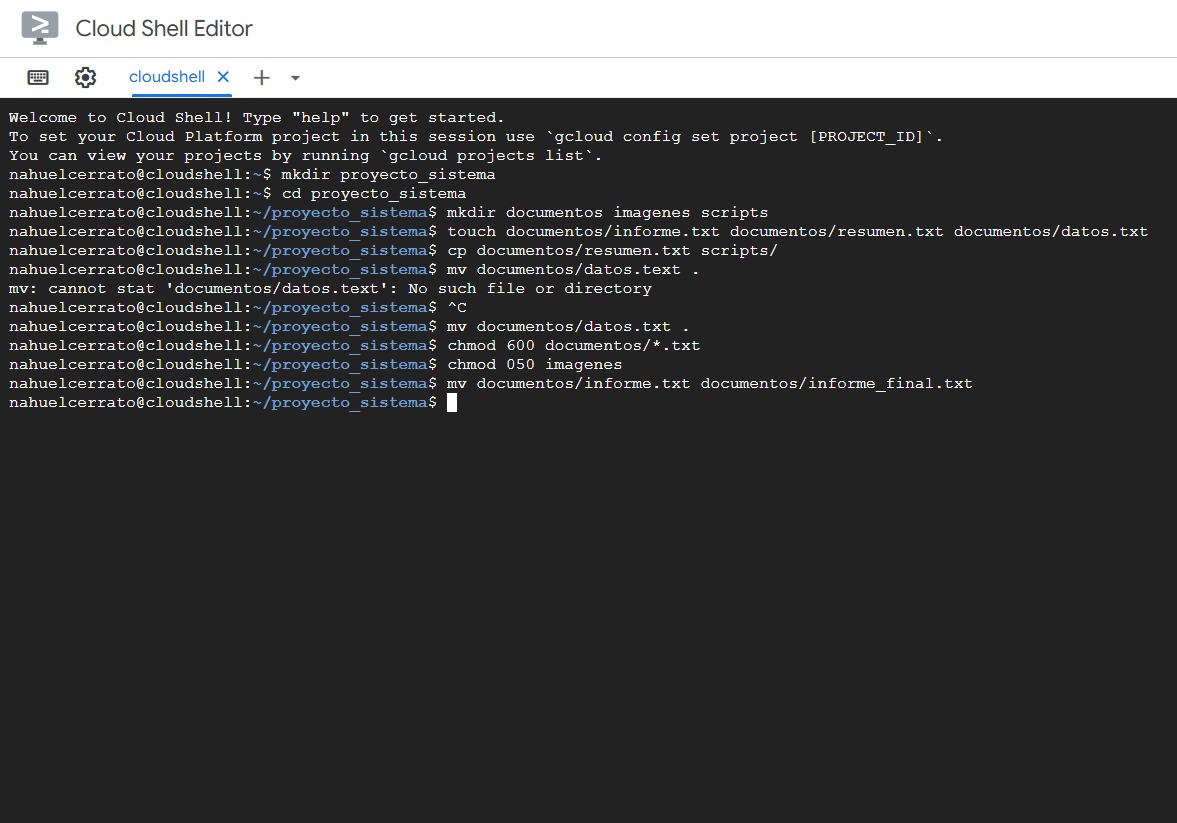 Cloud Shell Editor
cloudshell
Welcome to Cloud Shell! Type "help" to get started.
To set your Cloud Platform project in this session use `gcloud config set project [PROJECT_ID]`.
You can view your projects by running `gcloud projects list`.
nahuelcerrato@cloudshell:~$ mkdir proyecto_sistema
nahuelcerrato@cloudshell:~$ cd proyecto_sistema
nahuelcerrato@cloudshell:~/proyecto_sistema$ mkdir documentos imagenes scripts
nahuelcerrato@cloudshell:~/proyecto_sistema$ touch documentos/informe.txt documentos/resumen.txt documentos/datos.txt
nahuelcerrato@cloudshell:~/proyecto_sistema$ cp documentos/resumen.txt scripts/
nahuelcerrato@cloudshell:~/proyecto_sistema$ mv documentos/datos.text .
mv: cannot stat 'documentos/datos.text': No such file or directory
nahuelcerrato@cloudshell:~/proyecto_sistema$ ^C
nahuelcerrato@cloudshell:~/proyecto_sistema$ mv documentos/datos.txt .
nahuelcerrato@cloudshell:~/proyecto_sistema$ chmod 600 documentos/*.txt
nahuelcerrato@cloudshell:~/proyecto_sistema$ chmod 050 imagenes
nahuelcerrato@cloudshell:~/proyecto_sistema$ mv documentos/informe.txt documentos/informe_final.txt
nahuelcerrato@cloudshell:~/proyecto_sistema$